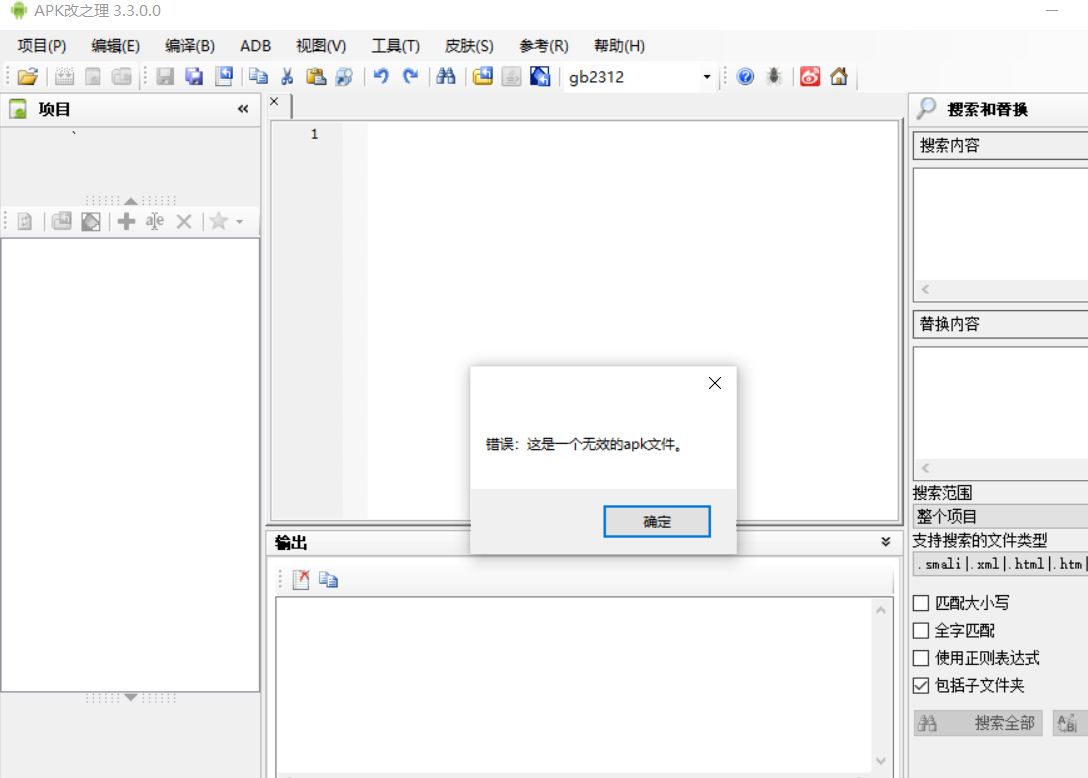 APK改之理 3.3.0.0
项目(P) 编辑(E) 编译(B) ADB 视图(V) 工具(T) 皮肤(S) 参考(R) 帮助(H)
gb2312
项目
1
搜索和替换
搜索内容
替换内容
错误：这是一个无效的apk文件。
确定
搜索范围
整个项目
支持搜索的文件类型
.smali|.xml|.html|.htm|
匹配大小写
全字匹配
使用正则表达式
包括子文件夹
搜索全部
输出